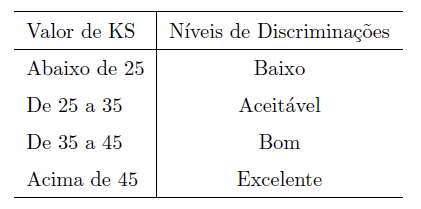 Valor de KS Níveis de Discriminações
Abaixo de 25 Baixo
De 25 a 35 Aceitável
De 35 a 45 Bom
Acima de 45 Excelente